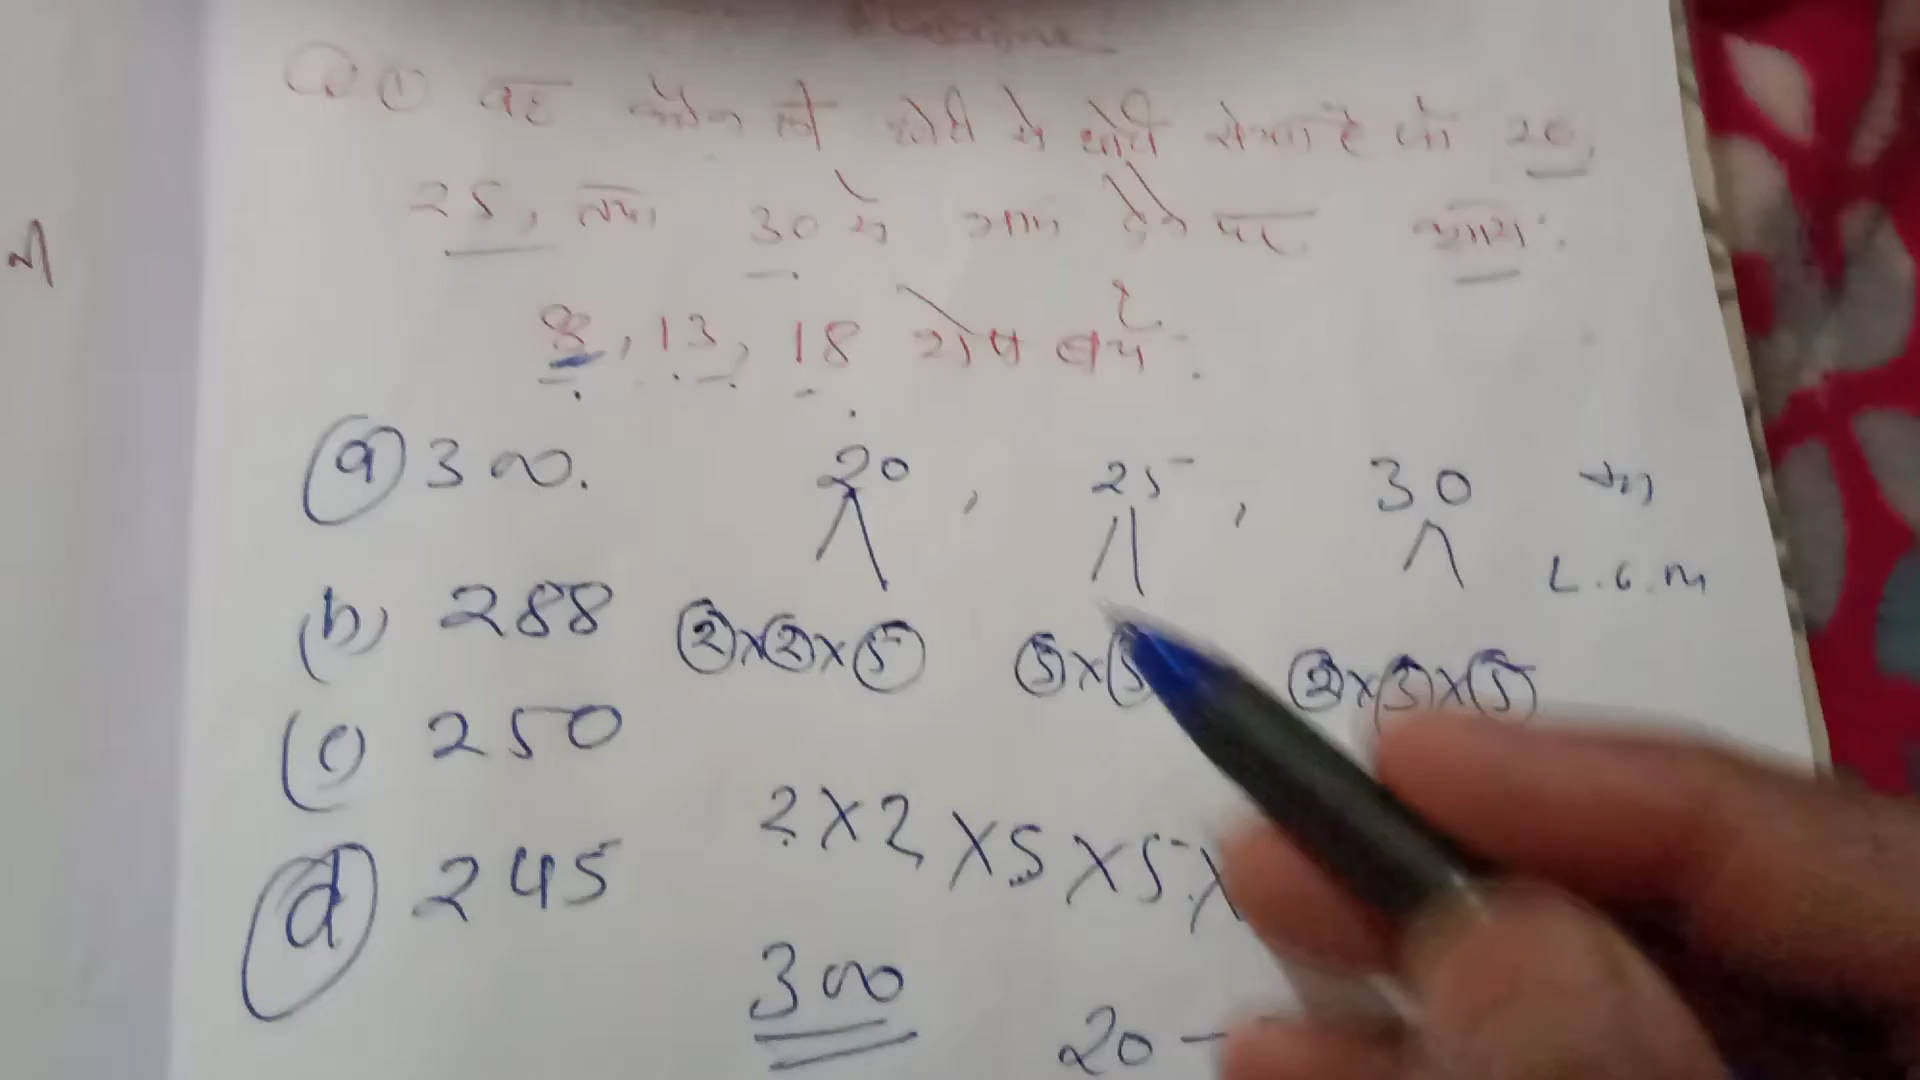 Q ① वह कौन सी छोटी से छोटी संख्या है जो 20,
25, तथा 30 से भाग देने पर क्रमश:
8, 13, 18 शेष बचे.
(a) 300.
20, 25, 30 का
L.C.M
(b) 288
2×2×5 5×5 2×3×5
(c) 250
2×2×5×5×
(d) 245
300
20 -
नी